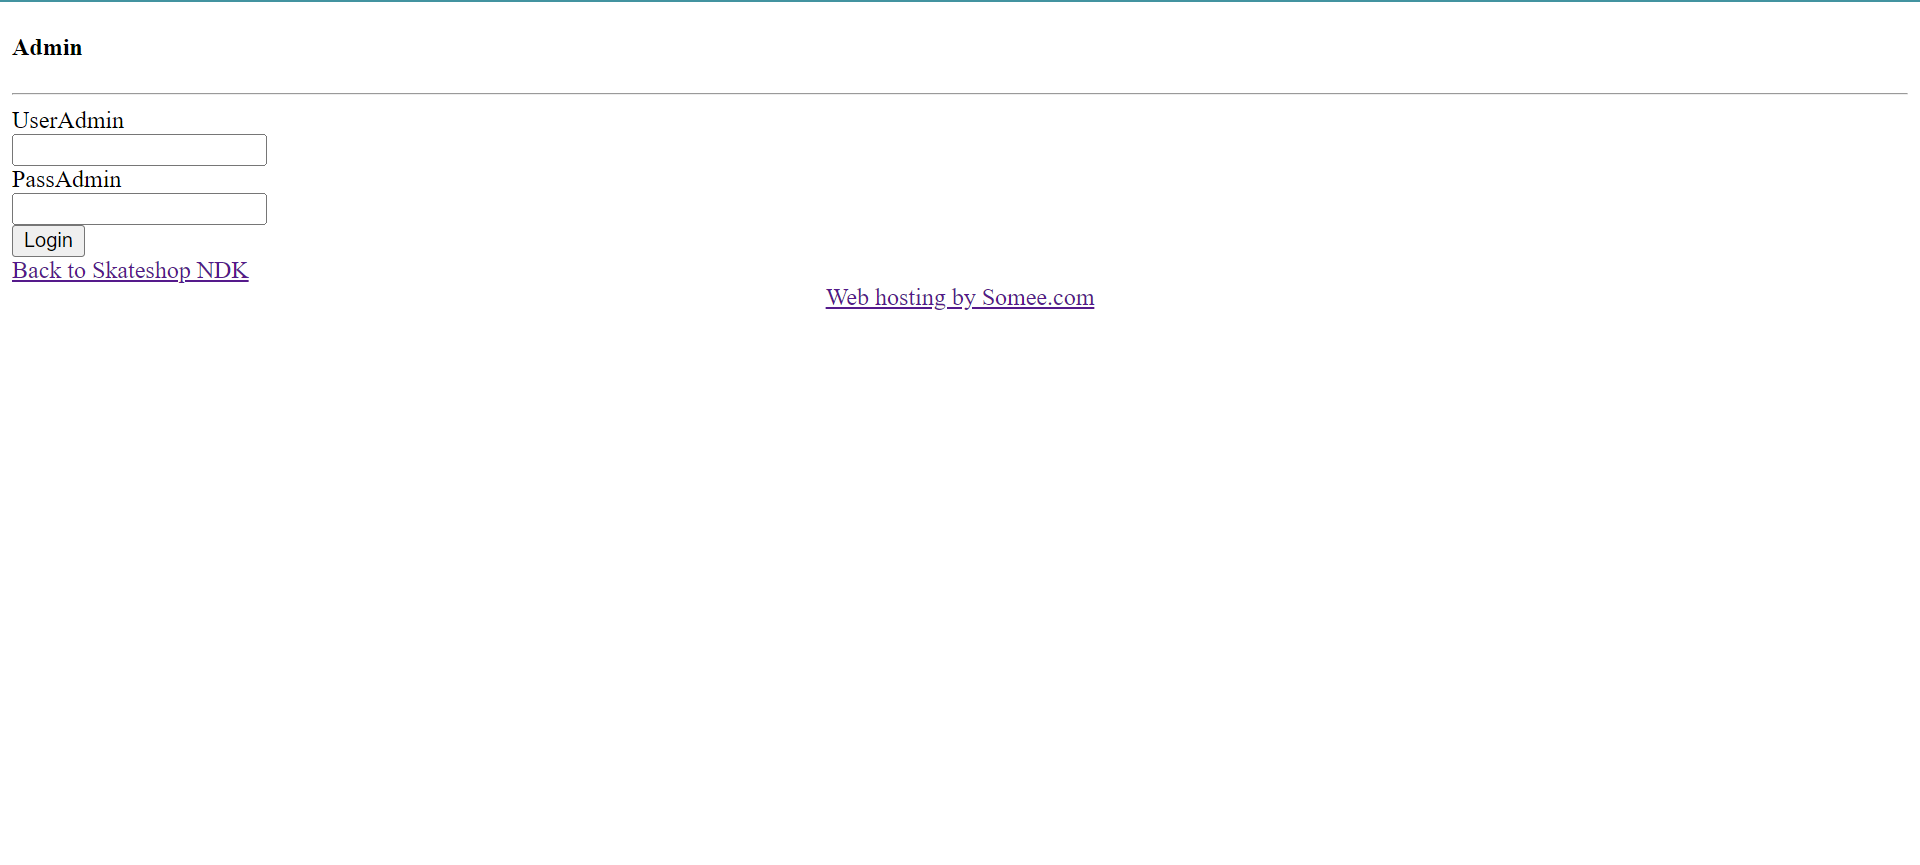 Admin
UserAdmin
PassAdmin
Login
Back to Skateshop NDK
Web hosting by Somee.com